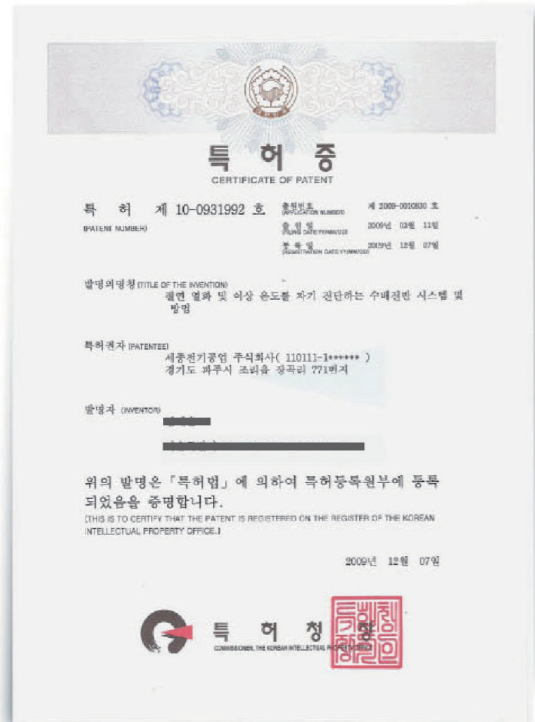 특 허 증
CERTIFICATE OF PATENT
특 허 제 10-0931992 호
(PATENT NUMBER)
출원번호 제 2009-0010830 호
(APPLICATION NUMBER)
출 원 일 2009년 02월 11일
(FILING DATE:YY/MM/DD)
등 록 일 2009년 12월 07일
(REGISTRATION DATE:YY/MM/DD)
발명의명칭 (TITLE OF THE INVENTION)
절연 열화 및 이상 온도를 자기 진단하는 수배전반 시스템 및
방법
특허권자 (PATENTEE)
세종전기공업 주식회사( 110111-1****** )
경기도 파주시 조리읍 장곡리 771번지
발명자 (INVENTOR)
위의 발명은 「특허법」에 의하여 특허등록원부에 등록
되었음을 증명합니다.
(THIS IS TO CERTIFY THAT THE PATENT IS REGISTERED ON THE REGISTER OF THE KOREAN
INTELLECTUAL PROPERTY OFFICE.)
2009년 12월 07일
특 허 청 장
COMMISSIONER, THE KOREAN INTELLECTUAL PROPERTY OFFICE